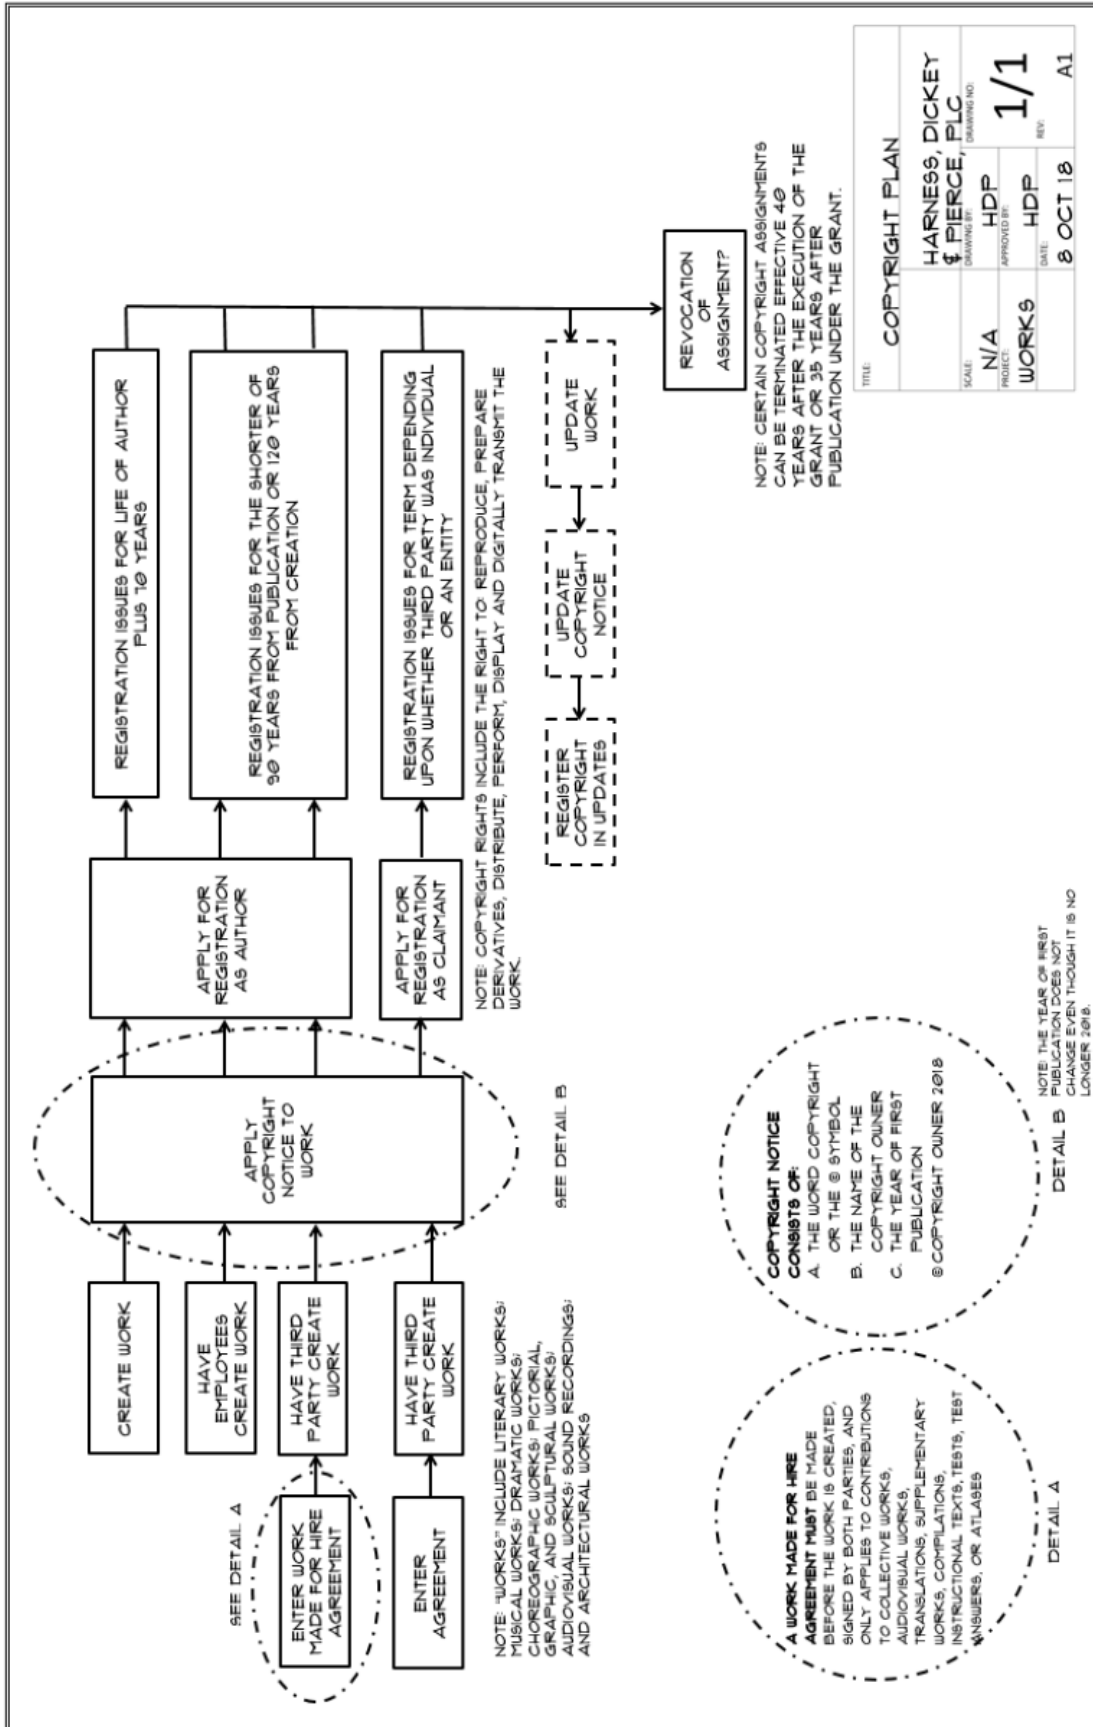 CREATE WORK
HAVE
EMPLOYEES
CREATE WORK
SEE DETAIL A
ENTER WORK
MADE FOR HIRE
AGREEMENT
HAVE THIRD
PARTY CREATE
WORK
ENTER
AGREEMENT
HAVE THIRD
PARTY CREATE
WORK
APPLY
COPYRIGHT
NOTICE TO
WORK
SEE DETAIL B
APPLY FOR
REGISTRATION
AS AUTHOR
APPLY FOR
REGISTRATION
AS CLAIMANT
REGISTRATION ISSUES FOR LIFE OF AUTHOR
PLUS 70 YEARS
REGISTRATION ISSUES FOR THE SHORTER OF
90 YEARS FROM PUBLICATION OR 120 YEARS
FROM CREATION
REGISTRATION ISSUES FOR TERM DEPENDING
UPON WHETHER THIRD PARTY WAS INDIVIDUAL
OR AN ENTITY
NOTE: "WORKS" INCLUDE LITERARY WORKS;
MUSICAL WORKS; DRAMATIC WORKS;
CHOREOGRAPHIC WORKS; PICTORIAL,
GRAPHIC, AND SCULPTURAL WORKS;
AUDIOVISUAL WORKS; SOUND RECORDINGS;
AND ARCHITECTURAL WORKS
NOTE: COPYRIGHT RIGHTS INCLUDE THE RIGHT TO: REPRODUCE, PREPARE
DERIVATIVES, DISTRIBUTE, PERFORM, DISPLAY AND DIGITALLY TRANSMIT THE
WORK.
REGISTER
COPYRIGHT
IN UPDATES
UPDATE
COPYRIGHT
NOTICE
UPDATE
WORK
REVOCATION
OF
ASSIGNMENT?
NOTE: CERTAIN COPYRIGHT ASSIGNMENTS
CAN BE TERMINATED EFFECTIVE 40
YEARS AFTER THE EXECUTION OF THE
GRANT OR 35 YEARS AFTER
PUBLICATION UNDER THE GRANT.
A WORK MADE FOR HIRE
AGREEMENT MUST BE MADE
BEFORE THE WORK IS CREATED,
SIGNED BY BOTH PARTIES, AND
ONLY APPLIES TO CONTRIBUTIONS
TO COLLECTIVE WORKS,
AUDIOVISUAL WORKS,
TRANSLATIONS, SUPPLEMENTARY
WORKS, COMPILATIONS,
INSTRUCTIONAL TEXTS, TESTS, TEST
ANSWERS, OR ATLASES
DETAIL A
COPYRIGHT NOTICE
CONSISTS OF:
A. THE WORD COPYRIGHT
OR THE © SYMBOL
B. THE NAME OF THE
COPYRIGHT OWNER
C. THE YEAR OF FIRST
PUBLICATION
© COPYRIGHT OWNER 2018
DETAIL B
NOTE: THE YEAR OF FIRST
PUBLICATION DOES NOT
CHANGE EVEN THOUGH IT IS NO
LONGER 2018.
TITLE:
COPYRIGHT PLAN
HARNESS, DICKEY
& PIERCE, PLC
SCALE:
N/A
DRAWING BY:
HDP
DRAWING NO:
1/1
PROJECT:
WORKS
APPROVED BY:
HDP
DATE:
8 OCT 18
REV:
A1